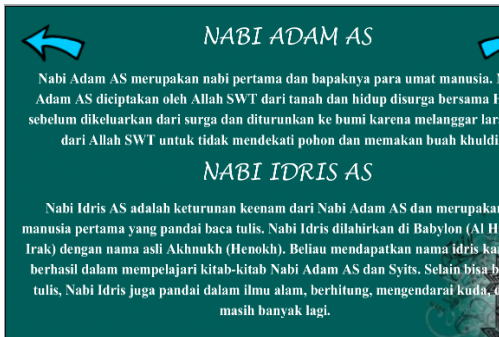 NABI ADAM AS
Nabi Adam AS merupakan nabi pertama dan bapaknya para umat manusia.
Adam AS diciptakan oleh Allah SWT dari tanah dan hidup disurga bersama
sebelum dikeluarkan dari surga dan diturunkan ke bumi karena melanggar
dari Allah SWT untuk tidak mendekati pohon dan memakan buah khuldi
NABI IDRIS AS
Nabi Idris AS adalah keturunan keenam dari Nabi Adam AS dan
manusia pertama yang pandai baca tulis. Nabi Idris dilahirkan di Babylon (Al
Irak) dengan nama asli Akhnukh (Henokh). Beliau mendapatkan nama idris
berhasil dalam mempelajari kitab-kitab Nabi Adam AS dan Syits. Selain bisa
tulis, Nabi Idris juga pandai dalam ilmu alam, berhitung, mengendarai kuda,
masih banyak lagi.